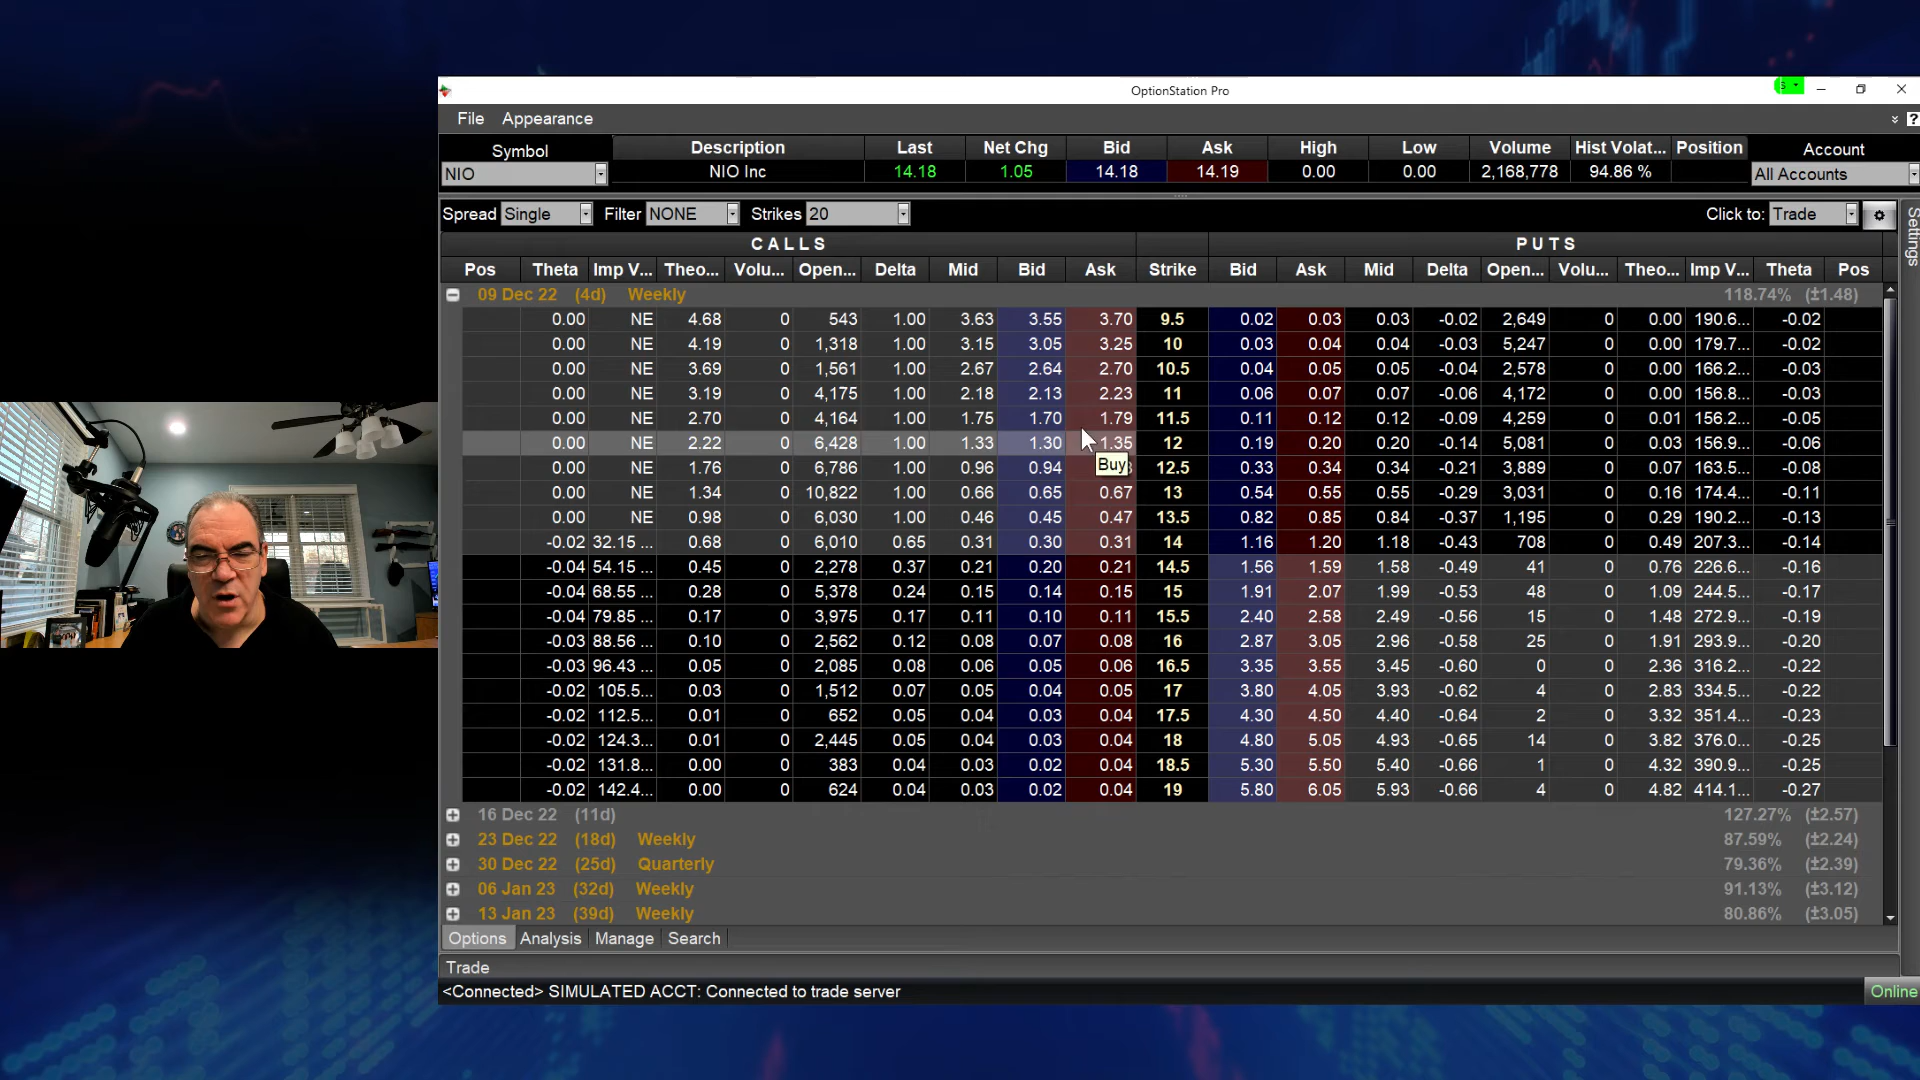 OptionStation Pro
File Appearance
Symbol Description Last Net Chg Bid Ask High Low Volume Hist Volat... Position Account
NIO NIO Inc 14.18 1.05 14.18 14.19 0.00 0.00 2,168,778 94.86 % All Accounts
Spread Single Filter NONE Strikes 20 Click to: Trade
Settings
CALLS PUTS
Pos Theta Imp V... Theo... Volu... Open... Delta Mid Bid Ask Strike Bid Ask Mid Delta Open... Volu... Theo... Imp V... Theta Pos
09 Dec 22 (4d) Weekly 118.74% (±1.48)
0.00 NE 4.68 0 543 1.00 3.63 3.55 3.70 9.5 0.02 0.03 0.03 -0.02 2,649 0 0.00 190.6... -0.02
0.00 NE 4.19 0 1,318 1.00 3.15 3.05 3.25 10 0.03 0.04 0.04 -0.03 5,247 0 0.00 179.7... -0.02
0.00 NE 3.69 0 1,561 1.00 2.67 2.64 2.70 10.5 0.04 0.05 0.05 -0.04 2,578 0 0.00 166.2... -0.03
0.00 NE 3.19 0 4,175 1.00 2.18 2.13 2.23 11 0.06 0.07 0.07 -0.06 4,172 0 0.00 156.8... -0.03
0.00 NE 2.70 0 4,164 1.00 1.75 1.70 1.79 11.5 0.11 0.12 0.12 -0.09 4,259 0 0.01 156.2... -0.05
0.00 NE 2.22 0 6,428 1.00 1.33 1.30 1.35 12 0.19 0.20 0.20 -0.14 5,081 0 0.03 156.9... -0.06
Buy
0.00 NE 1.76 0 6,786 1.00 0.96 0.94 12.5 0.33 0.34 0.34 -0.21 3,889 0 0.07 163.5... -0.08
0.00 NE 1.34 0 10,822 1.00 0.66 0.65 0.67 13 0.54 0.55 0.55 -0.29 3,031 0 0.16 174.4... -0.11
0.00 NE 0.98 0 6,030 1.00 0.46 0.45 0.47 13.5 0.82 0.85 0.84 -0.37 1,195 0 0.29 190.2... -0.13
-0.02 32.15 ... 0.68 0 6,010 0.65 0.31 0.30 0.31 14 1.16 1.20 1.18 -0.43 708 0 0.49 207.3... -0.14
-0.04 54.15 ... 0.45 0 2,278 0.37 0.21 0.20 0.21 14.5 1.56 1.59 1.58 -0.49 41 0 0.76 226.6... -0.16
-0.04 68.55 ... 0.28 0 5,378 0.24 0.15 0.14 0.15 15 1.91 2.07 1.99 -0.53 48 0 1.09 244.5... -0.17
-0.04 79.85 ... 0.17 0 3,975 0.17 0.11 0.10 0.11 15.5 2.40 2.58 2.49 -0.56 15 0 1.48 272.9... -0.19
-0.03 88.56 ... 0.10 0 2,562 0.12 0.08 0.07 0.08 16 2.87 3.05 2.96 -0.58 25 0 1.91 293.9... -0.20
-0.03 96.43 ... 0.05 0 2,085 0.08 0.06 0.05 0.06 16.5 3.35 3.55 3.45 -0.60 0 0 2.36 316.2... -0.22
-0.02 105.5... 0.03 0 1,512 0.07 0.05 0.04 0.05 17 3.80 4.05 3.93 -0.62 4 0 2.83 334.5... -0.22
-0.02 112.5... 0.01 0 652 0.05 0.04 0.03 0.04 17.5 4.30 4.50 4.40 -0.64 2 0 3.32 351.4... -0.23
-0.02 124.3... 0.01 0 2,445 0.05 0.04 0.03 0.04 18 4.80 5.05 4.93 -0.65 14 0 3.82 376.0... -0.25
-0.02 131.8... 0.00 0 383 0.04 0.03 0.02 0.04 18.5 5.30 5.50 5.40 -0.66 1 0 4.32 390.9... -0.25
-0.02 142.4... 0.00 0 624 0.04 0.03 0.02 0.04 19 5.80 6.05 5.93 -0.66 4 0 4.82 414.1... -0.27
16 Dec 22 (11d) 127.27% (±2.57)
23 Dec 22 (18d) Weekly 87.59% (±2.24)
30 Dec 22 (25d) Quarterly 79.36% (±2.39)
06 Jan 23 (32d) Weekly 91.13% (±3.12)
13 Jan 23 (39d) Weekly 80.86% (±3.05)
Options Analysis Manage Search
Trade
<Connected> SIMULATED ACCT: Connected to trade server Online